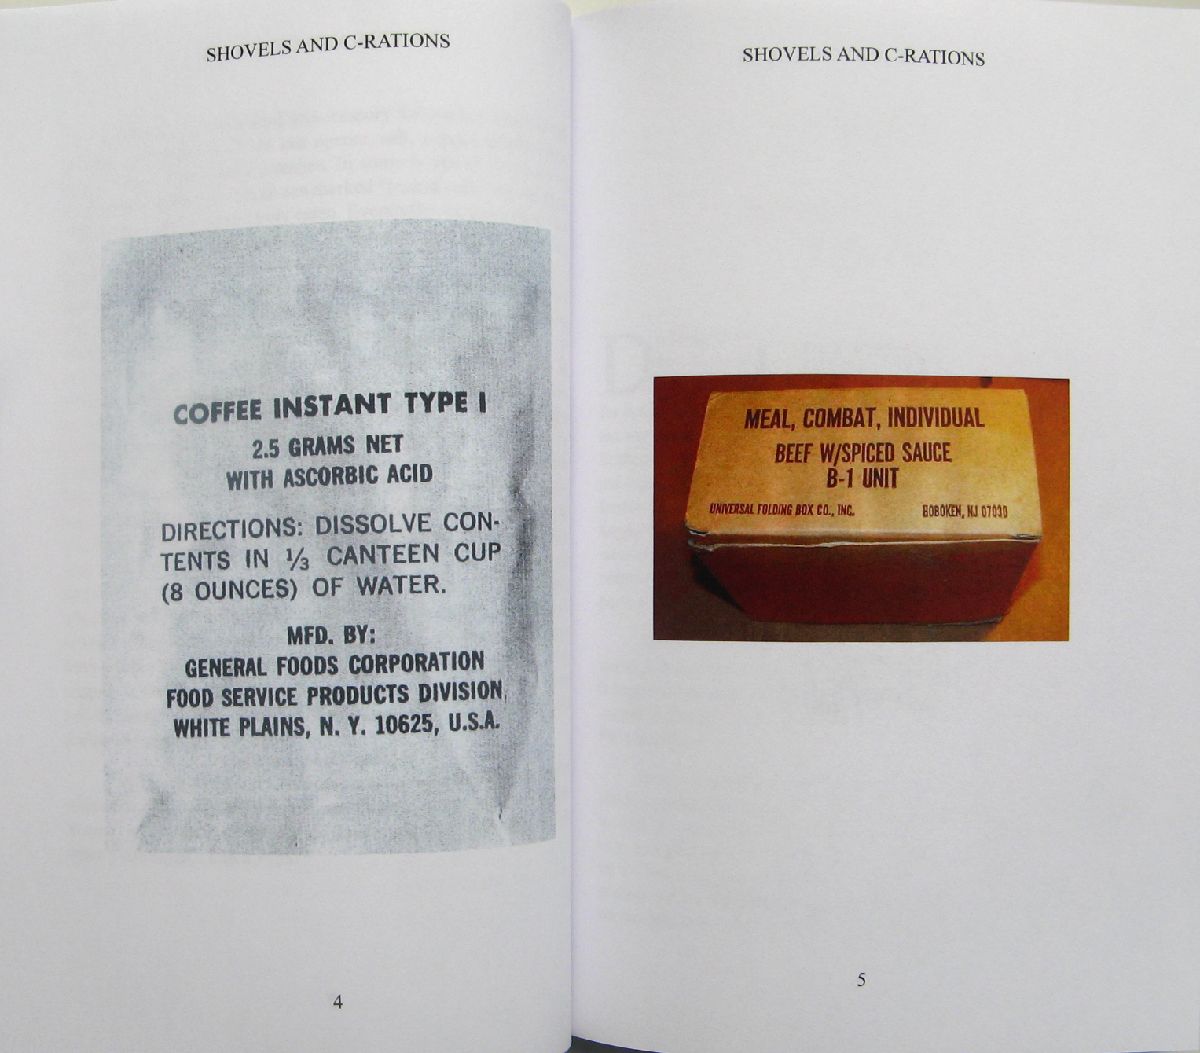 SHOVELS AND C-RATIONS
COFFEE INSTANT TYPE I
2.5 GRAMS NET
WITH ASCORBIC ACID
DIRECTIONS: DISSOLVE CON-
TENTS IN ⅓ CANTEEN CUP
(8 OUNCES) OF WATER.
MFD. BY:
GENERAL FOODS CORPORATION
FOOD SERVICE PRODUCTS DIVISION,
WHITE PLAINS, N. Y. 10625, U.S.A.
4
SHOVELS AND C-RATIONS
MEAL, COMBAT, INDIVIDUAL
BEEF W/SPICED SAUCE
B-1 UNIT
UNIVERSAL FOLDING BOX CO., INC. HOBOKEN, NJ 07030
5